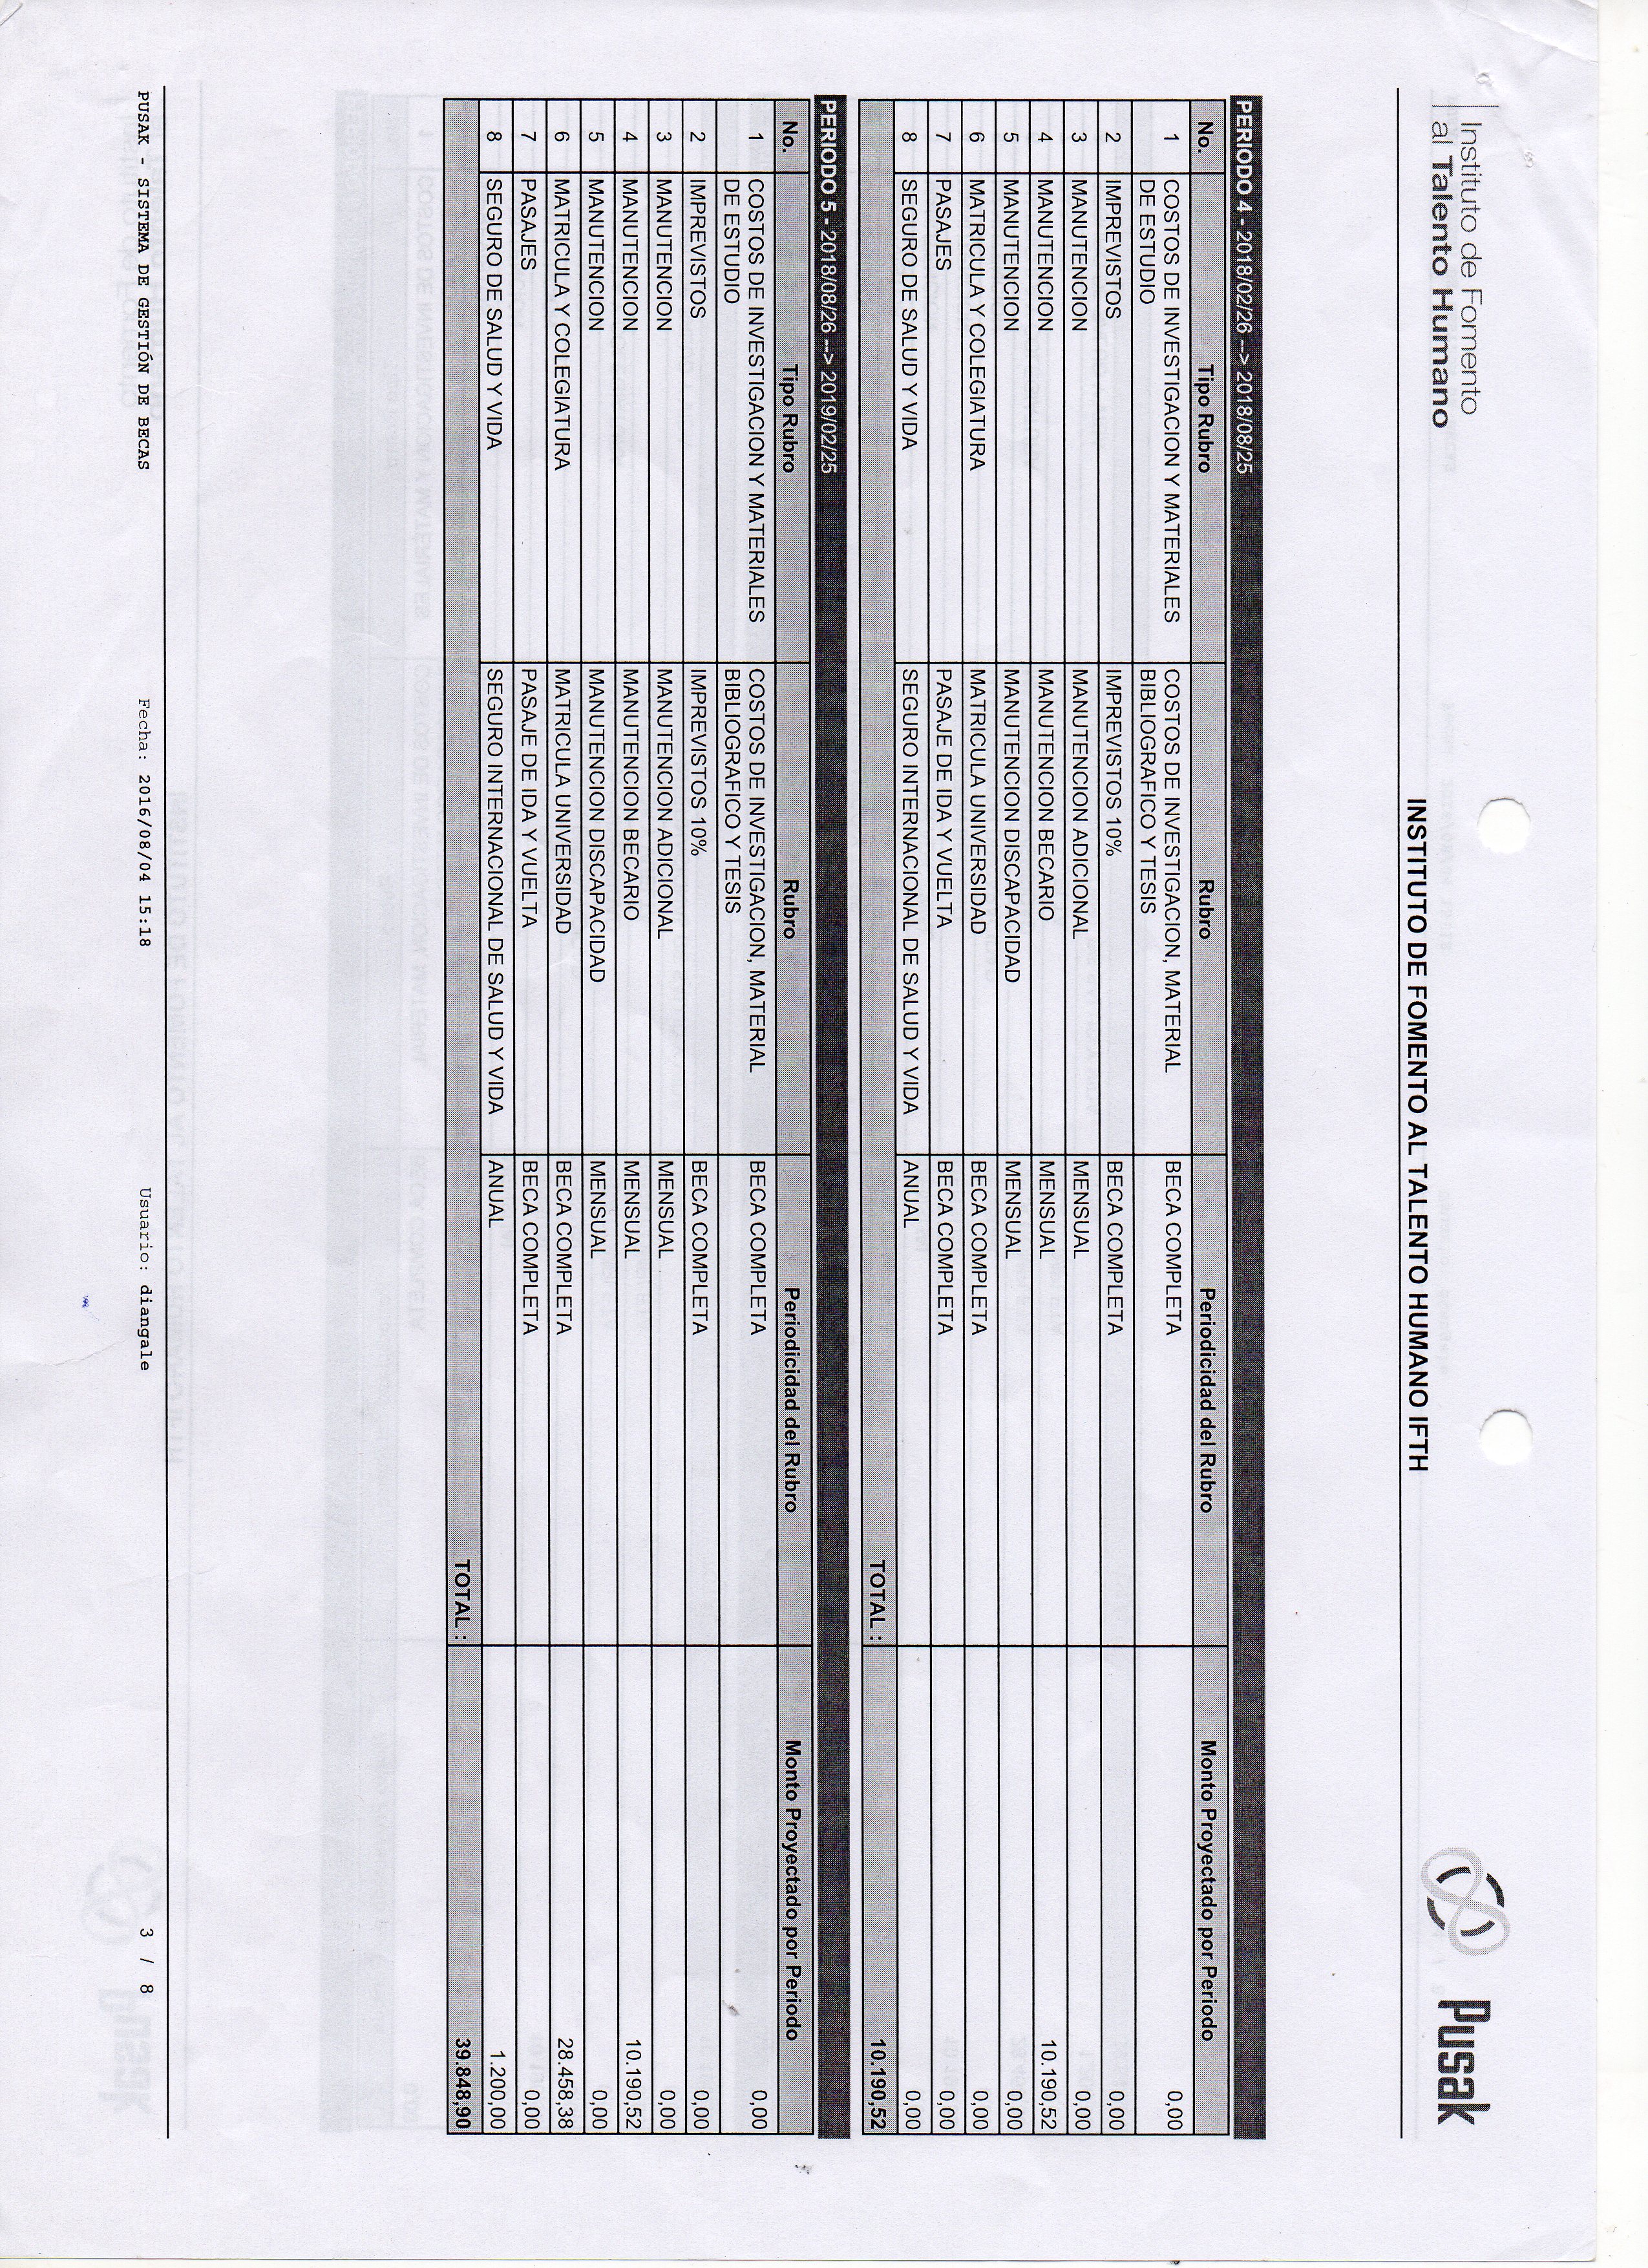 Instituto de Fomento
al Talento Humano
Pusak
INSTITUTO DE FOMENTO AL TALENTO HUMANO IFTH
PERIODO 4 - 2018/02/26 --> 2018/08/25
No. Tipo Rubro Rubro Periodicidad del Rubro Monto Proyectado por Periodo
1 COSTOS DE INVESTIGACION Y MATERIALES COSTOS DE INVESTIGACION, MATERIAL BECA COMPLETA 0,00
DE ESTUDIO BIBLIOGRAFICO Y TESIS
2 IMPREVISTOS IMPREVISTOS 10% BECA COMPLETA 0,00
3 MANUTENCION MANUTENCION ADICIONAL MENSUAL 0,00
4 MANUTENCION MANUTENCION BECARIO MENSUAL 10.190,52
5 MANUTENCION MANUTENCION DISCAPACIDAD MENSUAL 0,00
6 MATRICULA Y COLEGIATURA MATRICULA UNIVERSIDAD BECA COMPLETA 0,00
7 PASAJES PASAJE DE IDA Y VUELTA BECA COMPLETA 0,00
8 SEGURO DE SALUD Y VIDA SEGURO INTERNACIONAL DE SALUD Y VIDA ANUAL 0,00
TOTAL : 10.190,52
PERIODO 5 - 2018/08/26 --> 2019/02/25
No. Tipo Rubro Rubro Periodicidad del Rubro Monto Proyectado por Periodo
1 COSTOS DE INVESTIGACION Y MATERIALES COSTOS DE INVESTIGACION, MATERIAL BECA COMPLETA 0,00
DE ESTUDIO BIBLIOGRAFICO Y TESIS
2 IMPREVISTOS IMPREVISTOS 10% BECA COMPLETA 0,00
3 MANUTENCION MANUTENCION ADICIONAL MENSUAL 0,00
4 MANUTENCION MANUTENCION BECARIO MENSUAL 10.190,52
5 MANUTENCION MANUTENCION DISCAPACIDAD MENSUAL 0,00
6 MATRICULA Y COLEGIATURA MATRICULA UNIVERSIDAD BECA COMPLETA 28.458,38
7 PASAJES PASAJE DE IDA Y VUELTA BECA COMPLETA 0,00
8 SEGURO DE SALUD Y VIDA SEGURO INTERNACIONAL DE SALUD Y VIDA ANUAL 1.200,00
TOTAL : 39.848,90
PUSAK - SISTEMA DE GESTIÓN DE BECAS Fecha: 2016/08/04 15:18 Usuario: diangale 3 / 8